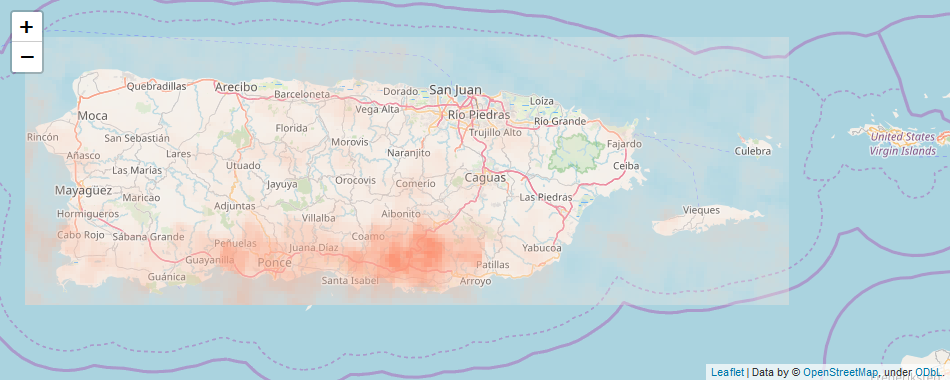 +
−
Quebradillas
Arecibo
Barceloneta
Dorado
San Juan
Loiza
Moca
Vega Alta
Río Piedras
Río Grande
Rincón
San Sebastián
Florida
Morovis
Trujillo Alto
Fajardo
Culebra
United States
Virgin Islands
Añasco
Lares
Naranjito
Utuado
Ceiba
Las Marías
Mayagüez
Jayuya
Orocovis
Comerio
Caguas
Maricao
Las Piedras
Hormigueros
Adjuntas
Villalba
Aibonito
Vieques
Cabo Rojo
Sábana Grande
Peñuelas
Juana Díaz
Coamo
Yabucoa
Guayanilla
Ponce
Patillas
Guánica
Santa Isabel
Arroyo
Leaflet | Data by © OpenStreetMap, under ODbL.